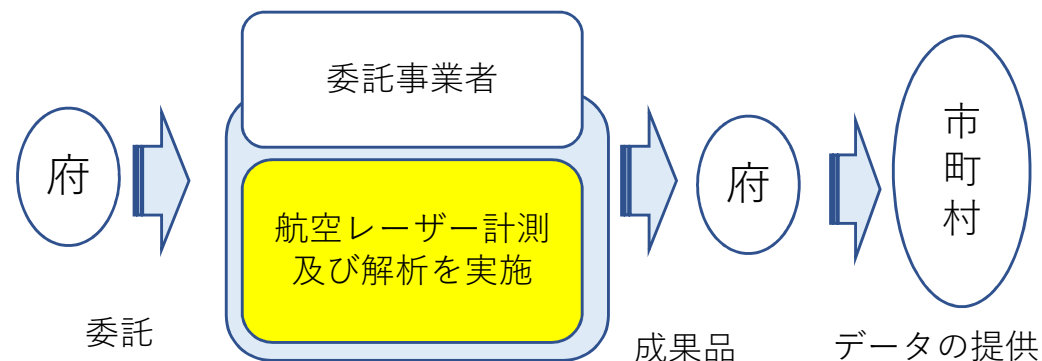 府
委託
委託事業者
航空レーザー計測
及び解析を実施
成果品
府
データの提供
市
町
村